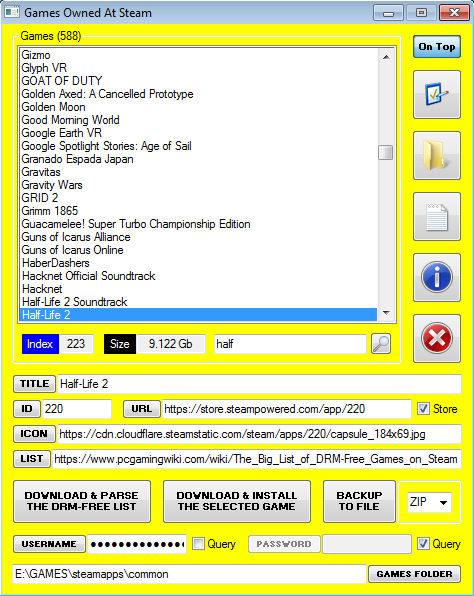 Games Owned At Steam
Games (588)
On Top
Gizmo
Glyph VR
GOAT OF DUTY
Golden Axed: A Cancelled Prototype
Golden Moon
Good Morning World
Google Earth VR
Google Spotlight Stories: Age of Sail
Granado Espada Japan
Gravitas
Gravity Wars
GRID 2
Grimm 1865
Guacamelee! Super Turbo Championship Edition
Guns of Icarus Alliance
Guns of Icarus Online
HaberDashers
Hacknet Official Soundtrack
Hacknet
Half-Life 2 Soundtrack
Half-Life 2
Index 223 Size 9.122 Gb half
TITLE Half-Life 2
ID 220 URL https://store.steampowered.com/app/220 Store
ICON https://cdn.cloudflare.steamstatic.com/steam/apps/220/capsule_184x69.jpg
LIST https://www.pcgamingwiki.com/wiki/The_Big_List_of_DRM-Free_Games_on_Steam
DOWNLOAD & PARSE THE DRM-FREE LIST
DOWNLOAD & INSTALL THE SELECTED GAME
BACKUP TO FILE
ZIP
USERNAME Query PASSWORD Query
E:\GAMES\steamapps\common GAMES FOLDER